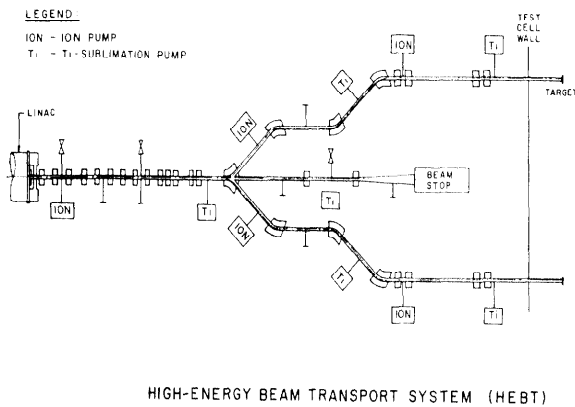 LEGEND:
ION - ION PUMP
Ti - Ti-SUBLIMATION PUMP
TEST
CELL
WALL
ION
Ti
TARGET
Ti
ION
LINAC
ION
Ti
Ti
BEAM
STOP
ION
Ti
ION
Ti
HIGH-ENERGY BEAM TRANSPORT SYSTEM (HEBT)